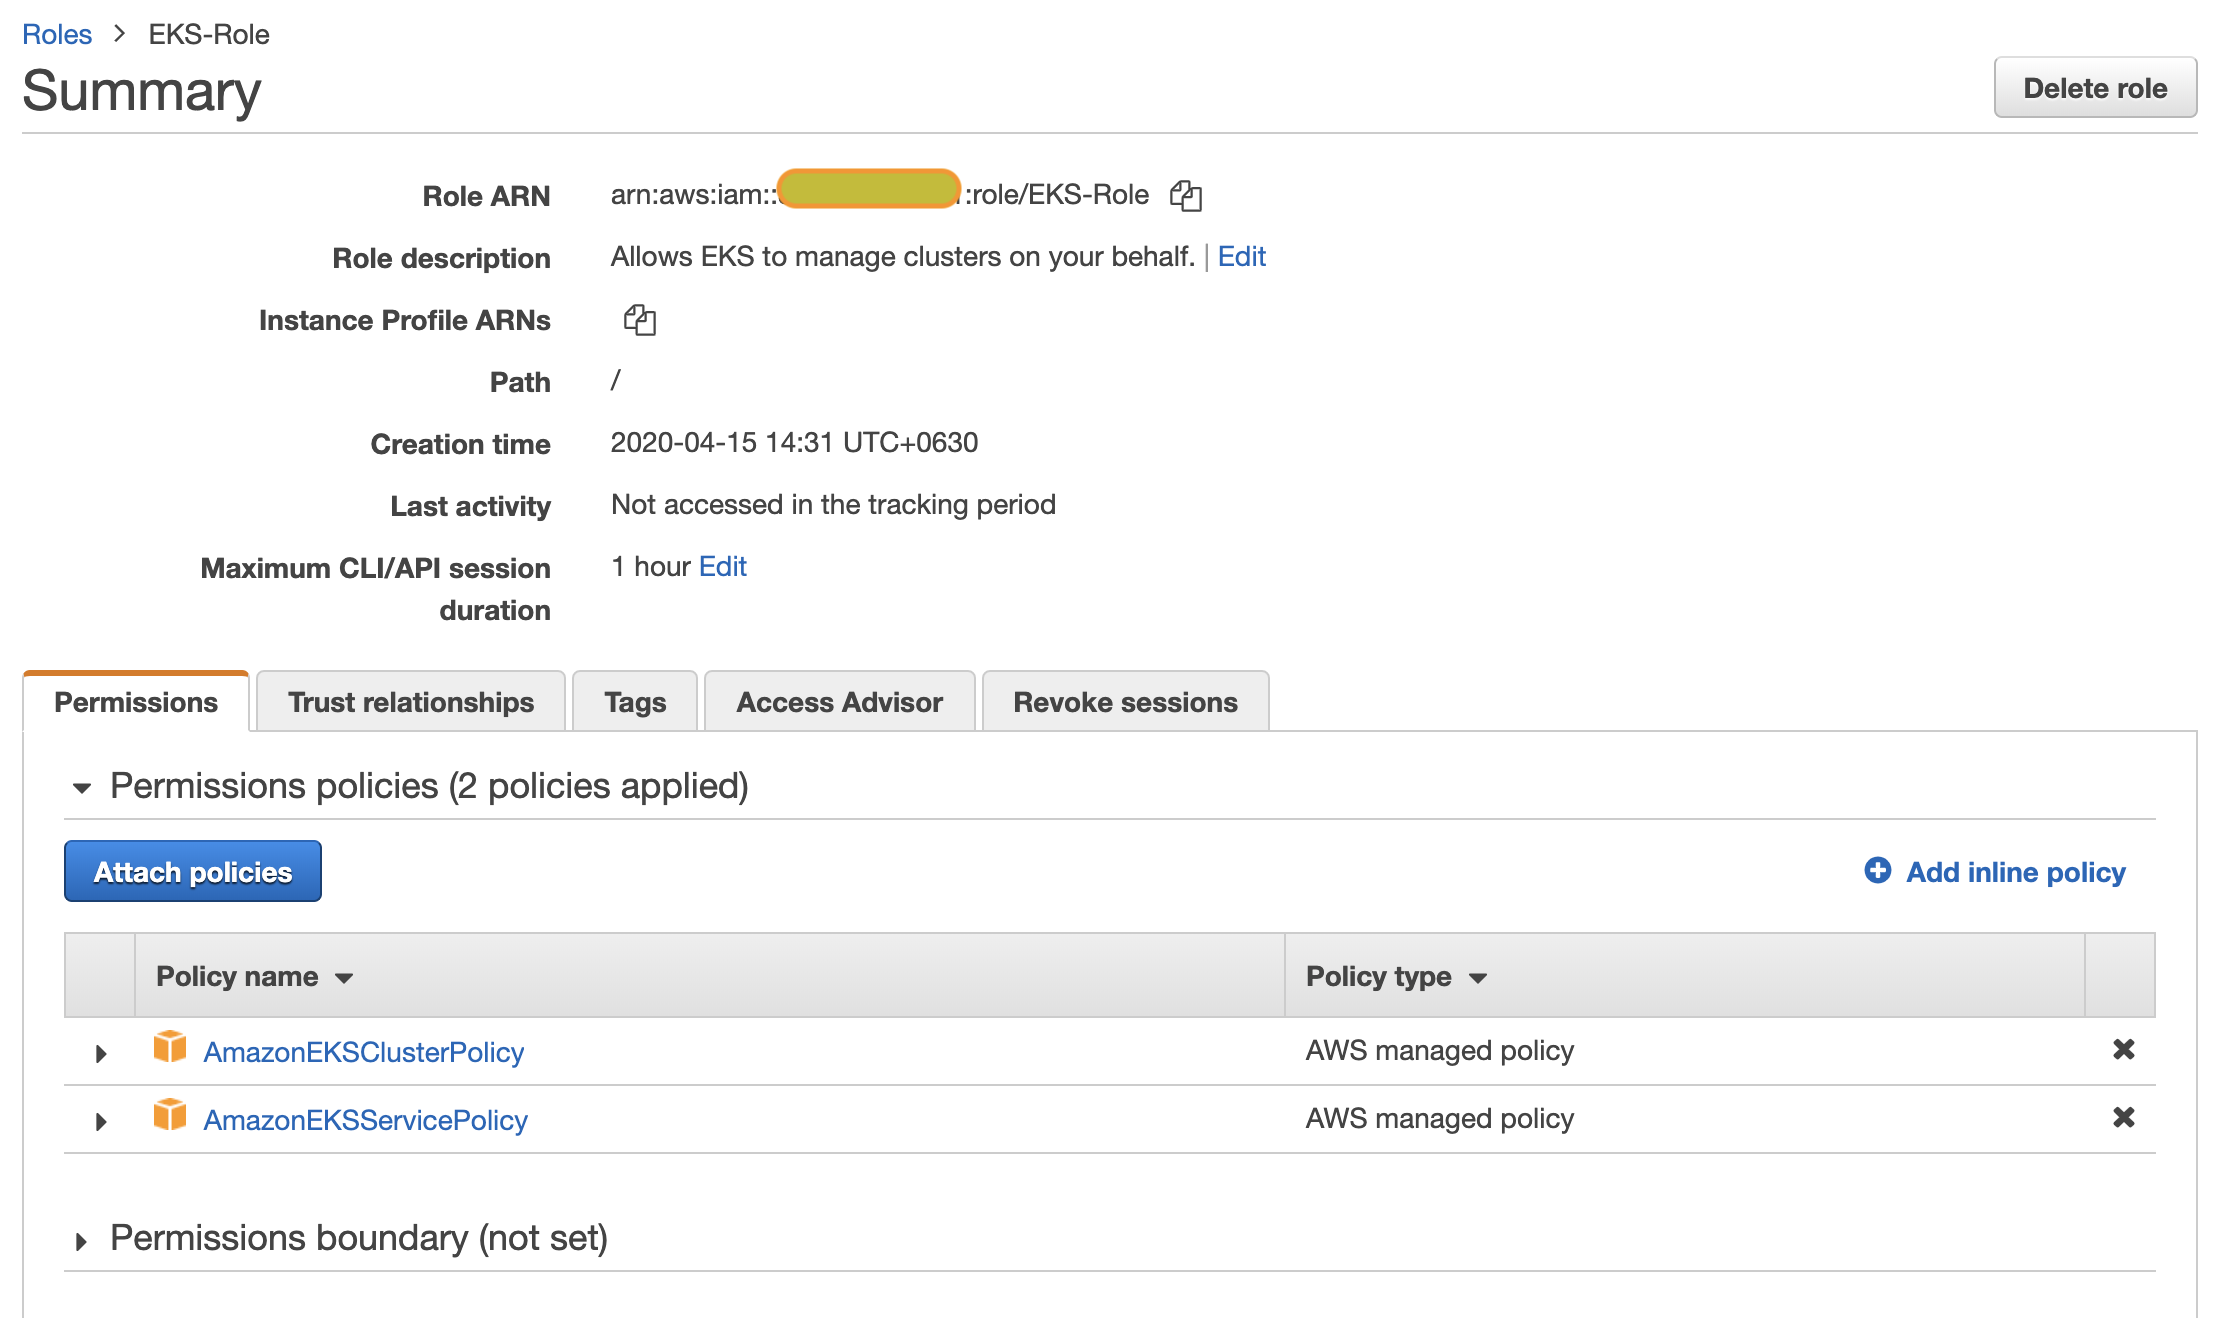 Roles > EKS-Role
Summary
Delete role
Role ARN arn:aws:iam:: :role/EKS-Role
Role description Allows EKS to manage clusters on your behalf. | Edit
Instance Profile ARNs
Path /
Creation time 2020-04-15 14:31 UTC+0630
Last activity Not accessed in the tracking period
Maximum CLI/API session 1 hour Edit
duration
Permissions Trust relationships Tags Access Advisor Revoke sessions
Permissions policies (2 policies applied)
Attach policies Add inline policy
Policy name Policy type
AmazonEKSClusterPolicy AWS managed policy
AmazonEKSServicePolicy AWS managed policy
Permissions boundary (not set)